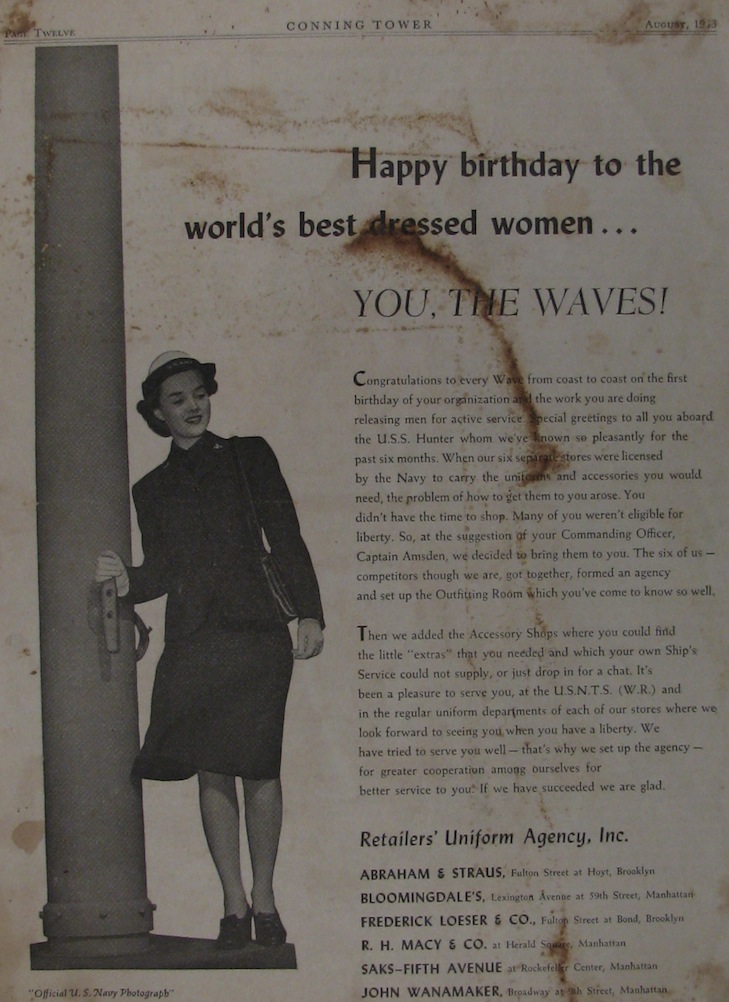 Page Twelve
CONNING TOWER
August, 1943
Happy birthday to the
world's best dressed women...
YOU, THE WAVES!
Congratulations to every Wave from coast to coast on the first
birthday of your organization and the work you are doing
releasing men for active service. Special greetings to all you aboard
the U.S.S. Hunter whom we've known so pleasantly for the
past six months. When our six separate stores were licensed
by the Navy to carry the uniforms and accessories you would
need, the problem of how to get them to you arose. You
didn't have the time to shop. Many of you weren't eligible for
liberty. So, at the suggestion of your Commanding Officer,
Captain Amsden, we decided to bring them to you. The six of us —
competitors though we are, got together, formed an agency
and set up the Outfitting Room which you've come to know so well.
Then we added the Accessory Shops where you could find
the little "extras" that you needed and which your own Ship's
Service could not supply, or just drop in for a chat. It's
been a pleasure to serve you, at the U.S.N.T.S. (W.R.) and
in the regular uniform departments of each of our stores where we
look forward to seeing you when you have a liberty. We
have tried to serve you well — that's why we set up the agency —
for greater cooperation among ourselves for
better service to you. If we have succeeded we are glad.
Retailers' Uniform Agency, Inc.
ABRAHAM & STRAUS, Fulton Street at Hoyt, Brooklyn
BLOOMINGDALE'S, Lexington Avenue at 59th Street, Manhattan
FREDERICK LOESER & CO., Fulton Street at Bond, Brooklyn
R. H. MACY & CO. at Herald Square, Manhattan
SAKS–FIFTH AVENUE at Rockefeller Center, Manhattan
JOHN WANAMAKER, Broadway at 9th Street, Manhattan
"Official U. S. Navy Photograph"